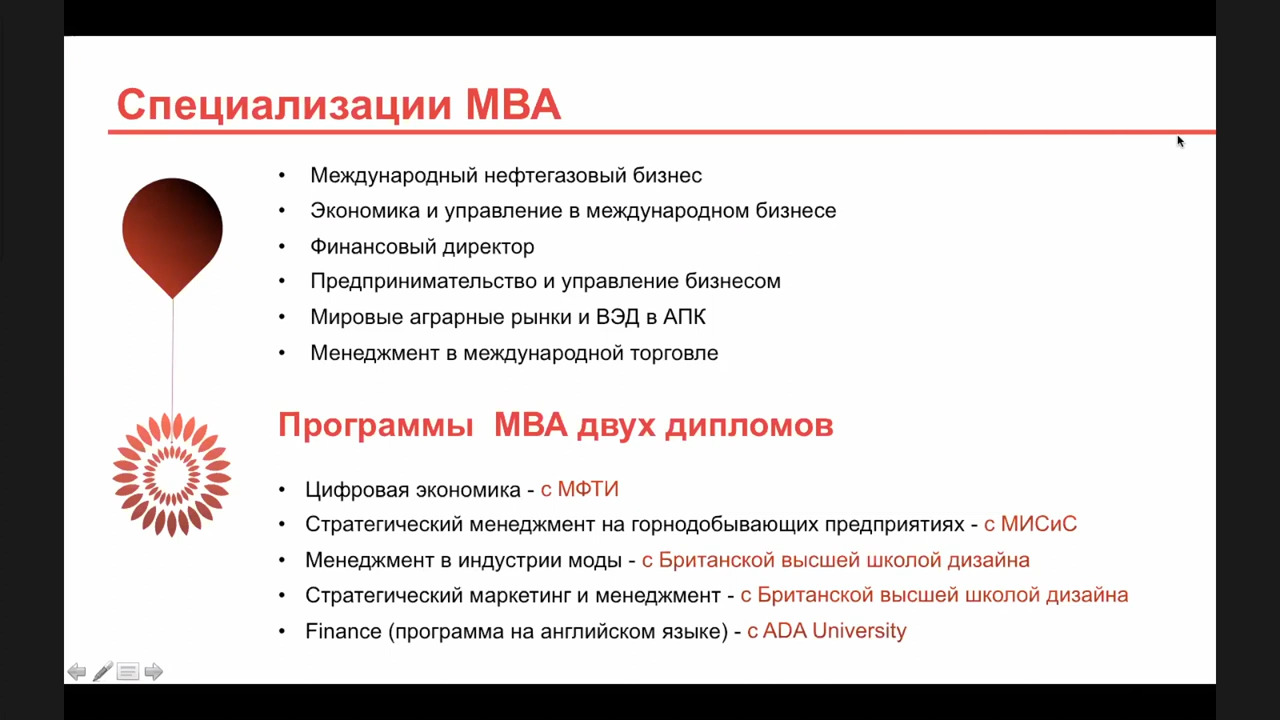 Специализации МВА
• Международный нефтегазовый бизнес
• Экономика и управление в международном бизнесе
• Финансовый директор
• Предпринимательство и управление бизнесом
• Мировые аграрные рынки и ВЭД в АПК
• Менеджмент в международной торговле
Программы МВА двух дипломов
• Цифровая экономика - с МФТИ
• Стратегический менеджмент на горнодобывающих предприятиях - с МИСиС
• Менеджмент в индустрии моды - с Британской высшей школой дизайна
• Стратегический маркетинг и менеджмент - с Британской высшей школой дизайна
• Finance (программа на английском языке) - с ADA University